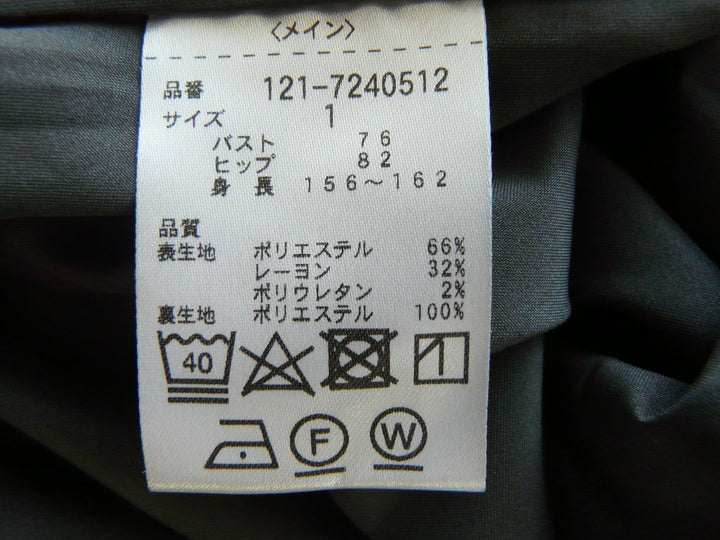 〈メイン〉
品番 121-7240512
サイズ 1
バスト 76
ヒップ 82
身長 156～162
品質
表生地 ポリエステル 66%
レーヨン 32%
ポリウレタン 2%
裏生地 ポリエステル 100%
40
F W